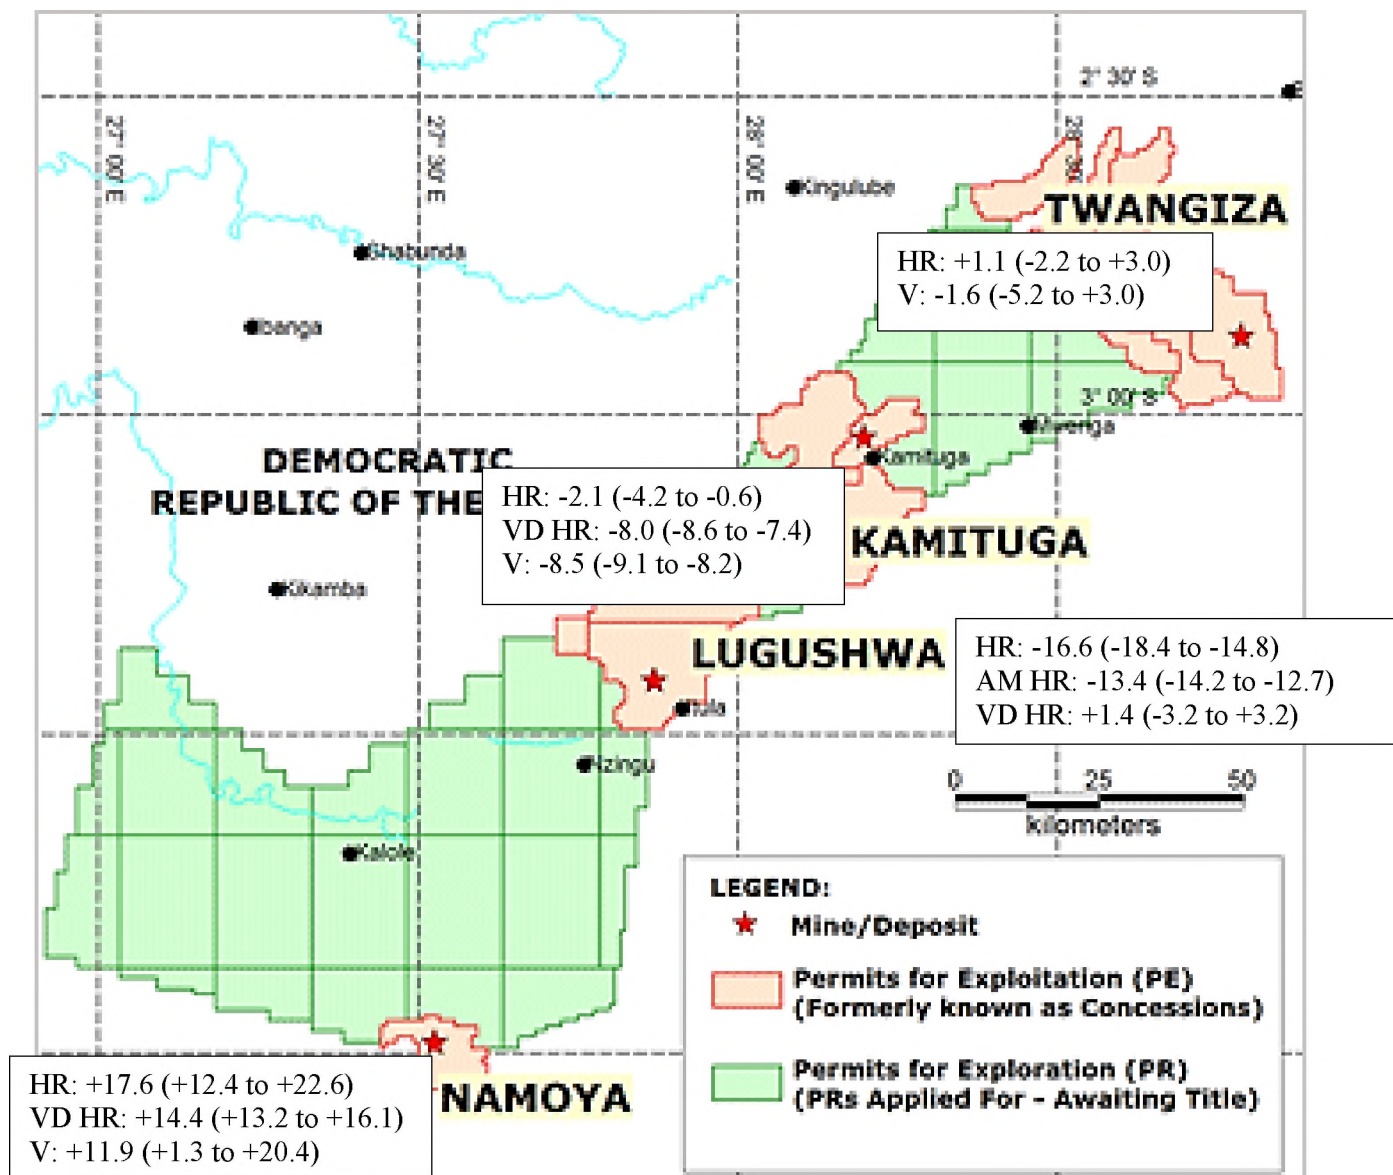 2° 30' S
27° 00' E
27° 30' E
28° 00' E
Kingulube
TWANGIZA
Shabunda
HR: +1.1 (-2.2 to +3.0)
V: -1.6 (-5.2 to +3.0)
3° 00' S
Mwenga
Kamituga
DEMOCRATIC
REPUBLIC OF THE
HR: -2.1 (-4.2 to -0.6)
VD HR: -8.0 (-8.6 to -7.4)
V: -8.5 (-9.1 to -8.2)
KAMITUGA
Kikamba
LUGUSHWA
HR: -16.6 (-18.4 to -14.8)
AM HR: -13.4 (-14.2 to -12.7)
VD HR: +1.4 (-3.2 to +3.2)
0 25 50
kilometers
Kalole
LEGEND:
Mine/Deposit
Permits for Exploitation (PE)
(Formerly known as Concessions)
Permits for Exploration (PR)
(PRs Applied For - Awaiting Title)
NAMOYA
HR: +17.6 (+12.4 to +22.6)
VD HR: +14.4 (+13.2 to +16.1)
V: +11.9 (+1.3 to +20.4)